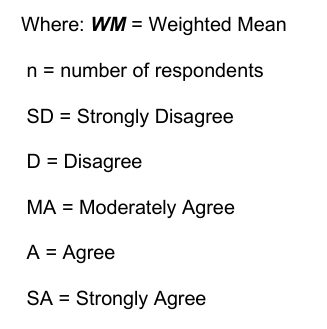 Where: WM = Weighted Mean
n = number of respondents
SD = Strongly Disagree
D = Disagree
MA = Moderately Agree
A = Agree
SA = Strongly Agree